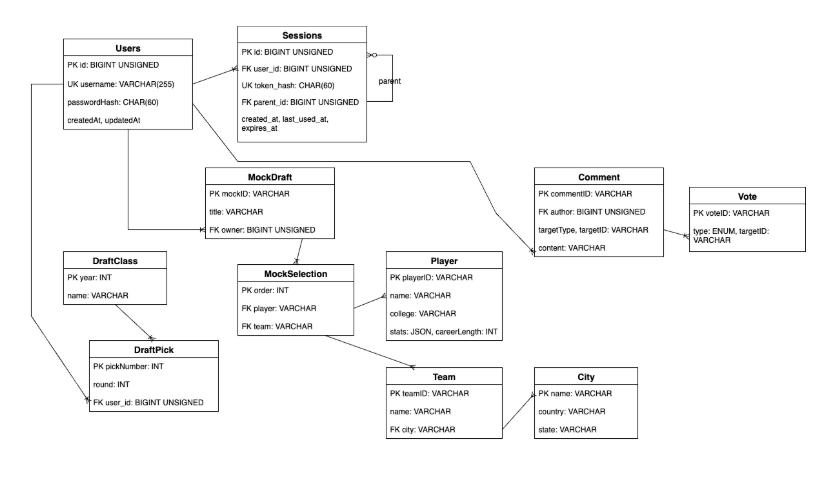 Users
PK id: BIGINT UNSIGNED
UK username: VARCHAR(255)
passwordHash: CHAR(60)
createdAt, updatedAt
Sessions
PK id: BIGINT UNSIGNED
FK user_id: BIGINT UNSIGNED
UK token_hash: CHAR(60)
FK parent_id: BIGINT UNSIGNED
created_at, last_used_at,
expires_at
parent
MockDraft
PK mockID: VARCHAR
title: VARCHAR
FK owner: BIGINT UNSIGNED
Comment
PK commentID: VARCHAR
FK author: BIGINT UNSIGNED
targetType, targetID: VARCHAR
content: VARCHAR
Vote
PK voteID: VARCHAR
type: ENUM, targetID:
VARCHAR
DraftClass
PK year: INT
name: VARCHAR
MockSelection
PK order: INT
FK player: VARCHAR
FK team: VARCHAR
Player
PK playerID: VARCHAR
name: VARCHAR
college: VARCHAR
stats: JSON, careerLength: INT
DraftPick
PK pickNumber: INT
round: INT
FK user_id: BIGINT UNSIGNED
Team
PK teamID: VARCHAR
name: VARCHAR
FK city: VARCHAR
City
PK name: VARCHAR
country: VARCHAR
state: VARCHAR